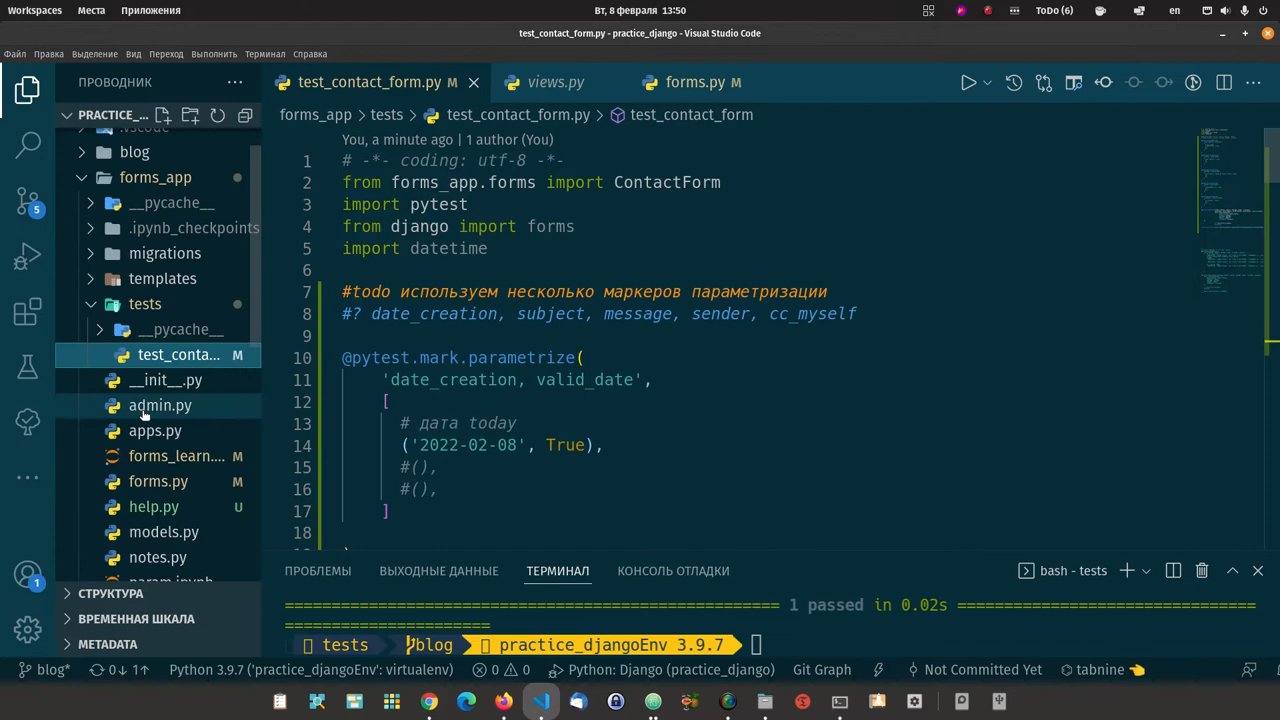 Workspaces Места Приложения Вт, 8 февраля 13:50 ToDo (6) en
test_contact_form.py - practice_django - Visual Studio Code
Файл Правка Выделение Вид Переход Выполнить Терминал Справка
ПРОВОДНИК
PRACTICE_...
.vscode
blog
forms_app
__pycache__
.ipynb_checkpoints
migrations
templates
tests
__pycache__
test_conta... M
__init__.py
admin.py
apps.py
forms_learn.... M
forms.py M
help.py U
models.py
notes.py
param.ipynb
СТРУКТУРА
ВРЕМЕННАЯ ШКАЛА
METADATA
5
1
test_contact_form.py M views.py forms.py M
forms_app tests test_contact_form.py test_contact_form
You, a minute ago | 1 author (You)
1 # -*- coding: utf-8 -*-
2 from forms_app.forms import ContactForm
3 import pytest
4 from django import forms
5 import datetime
6
7 #todo используем несколько маркеров параметризации
8 #? date_creation, subject, message, sender, cc_myself
9
10 @pytest.mark.parametrize(
11 'date_creation, valid_date',
12 [
13 # дата today
14 ('2022-02-08', True),
15 #(),
16 #(),
17 ]
18
ПРОБЛЕМЫ ВЫХОДНЫЕ ДАННЫЕ ТЕРМИНАЛ КОНСОЛЬ ОТЛАДКИ bash - tests
1 passed in 0.02s
tests blog practice_djangoEnv 3.9.7
blog* 0↓ 1↑ Python 3.9.7 ('practice_djangoEnv': virtualenv) 0 0 Python: Django (practice_django) Git Graph Not Committed Yet tabnine